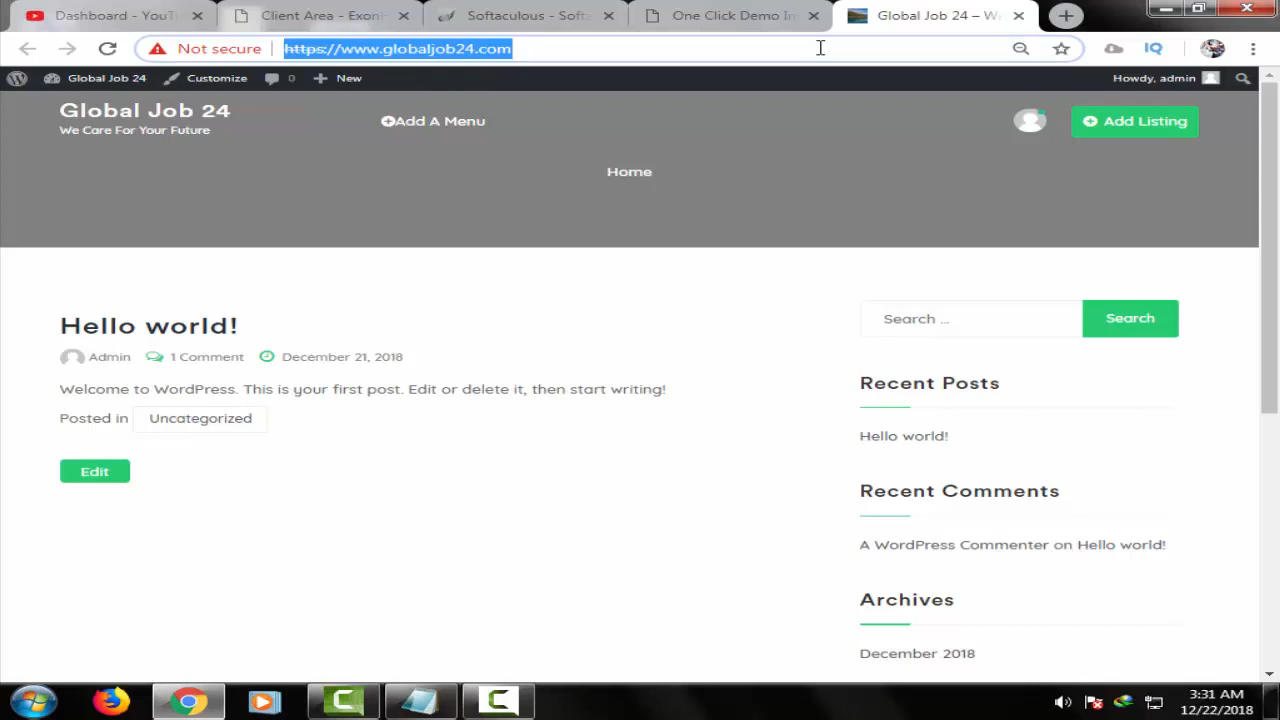 Dashboard - YouT
Client Area - Exon
Softaculous - Soft
One Click Demo Im
Global Job 24 – W
Not secure
https://www.globaljob24.com
IQ
Global Job 24
Customize
0
New
Howdy, admin
Global Job 24
We Care For Your Future
Add A Menu
Add Listing
Home
Hello world!
Admin
1 Comment
December 21, 2018
Welcome to WordPress. This is your first post. Edit or delete it, then start writing!
Posted in
Uncategorized
Edit
Search ...
Search
Recent Posts
Hello world!
Recent Comments
A WordPress Commenter on Hello world!
Archives
December 2018
3:31 AM
12/22/2018